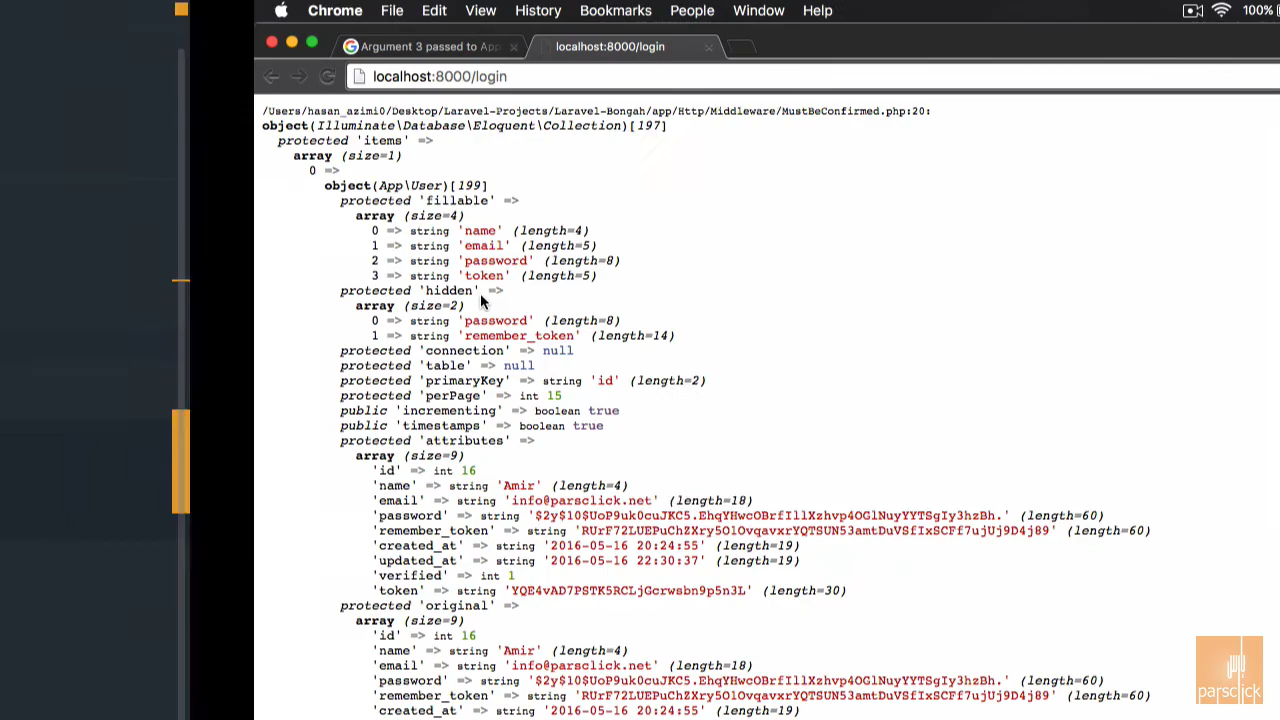 Chrome File Edit View History Bookmarks People Window Help 100%
Argument 3 passed to App localhost:8000/login
localhost:8000/login
/Users/hasan_azimi0/Desktop/Laravel-Projects/Laravel-Bongah/app/Http/Middleware/MustBeConfirmed.php:20:
object(Illuminate\Database\Eloquent\Collection)[197]
protected 'items' =>
array (size=1)
0 =>
object(App\User)[199]
protected 'fillable' =>
array (size=4)
0 => string 'name' (length=4)
1 => string 'email' (length=5)
2 => string 'password' (length=8)
3 => string 'token' (length=5)
protected 'hidden' =>
array (size=2)
0 => string 'password' (length=8)
1 => string 'remember_token' (length=14)
protected 'connection' => null
protected 'table' => null
protected 'primaryKey' => string 'id' (length=2)
protected 'perPage' => int 15
public 'incrementing' => boolean true
public 'timestamps' => boolean true
protected 'attributes' =>
array (size=9)
'id' => int 16
'name' => string 'Amir' (length=4)
'email' => string 'info@parsclick.net' (length=18)
'password' => string '$2y$10$UoP9uk0cuJKC5.EhqYHwcOBrfIllXzhvp4OGlNuyYYTSgIy3hzBh.' (length=60)
'remember_token' => string 'RUrF72LUEPuChZXry5OlOvqavxrYQTSUN53amtDuVSfIxSCFf7ujUj9D4j89' (length=60)
'created_at' => string '2016-05-16 20:24:55' (length=19)
'updated_at' => string '2016-05-16 22:30:37' (length=19)
'verified' => int 1
'token' => string 'YQE4vAD7PSTK5RCLjGcrwsbn9p5n3L' (length=30)
protected 'original' =>
array (size=9)
'id' => int 16
'name' => string 'Amir' (length=4)
'email' => string 'info@parsclick.net' (length=18)
'password' => string '$2y$10$UoP9uk0cuJKC5.EhqYHwcOBrfIllXzhvp4OGlNuyYYTSgIy3hzBh.' (length=60)
'remember_token' => string 'RUrF72LUEPuChZXry5OlOvqavxrYQTSUN53amtDuVSfIxSCFf7ujUj9D4j89' (length=60)
'created_at' => string '2016-05-16 20:24:55' (length=19)
parsclick